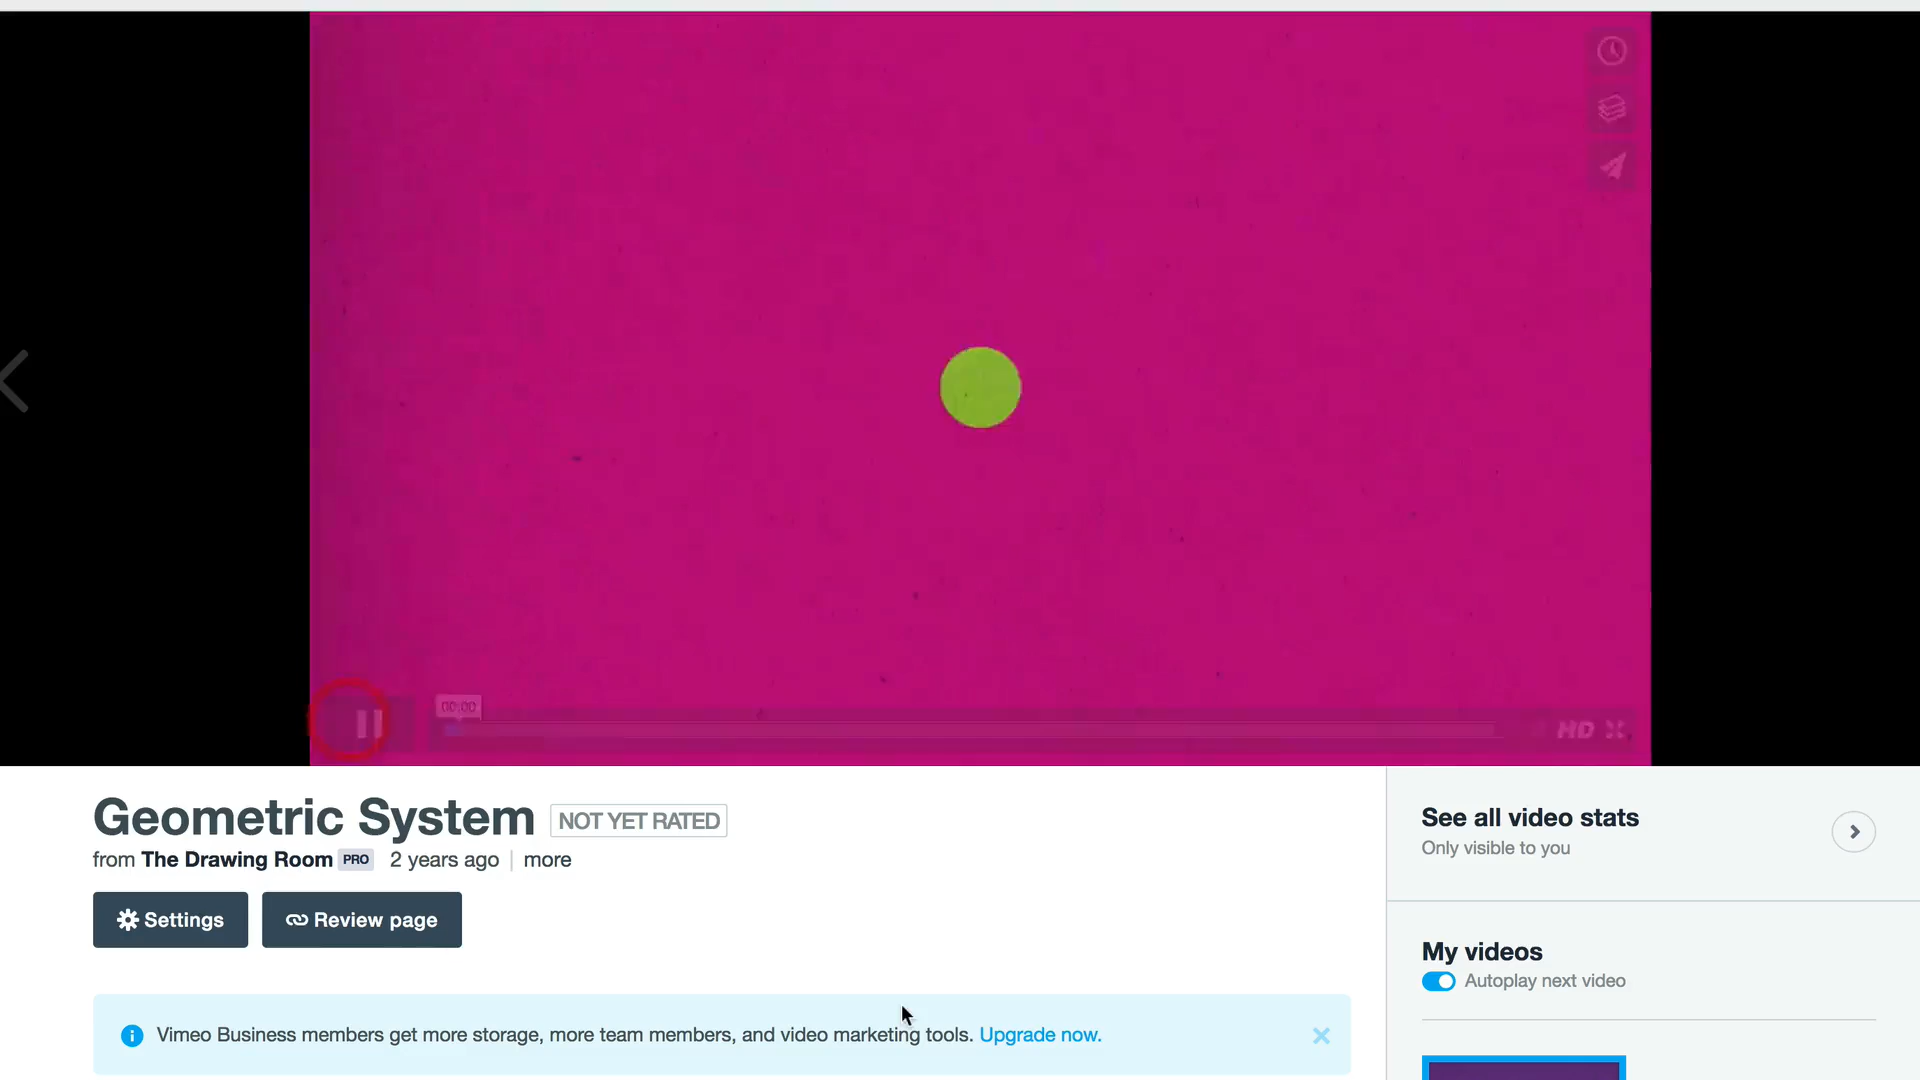 00:00
HD
Geometric System NOT YET RATED
from The Drawing Room PRO 2 years ago | more
Settings Review page
Vimeo Business members get more storage, more team members, and video marketing tools. Upgrade now.
See all video stats
Only visible to you
My videos
Autoplay next video